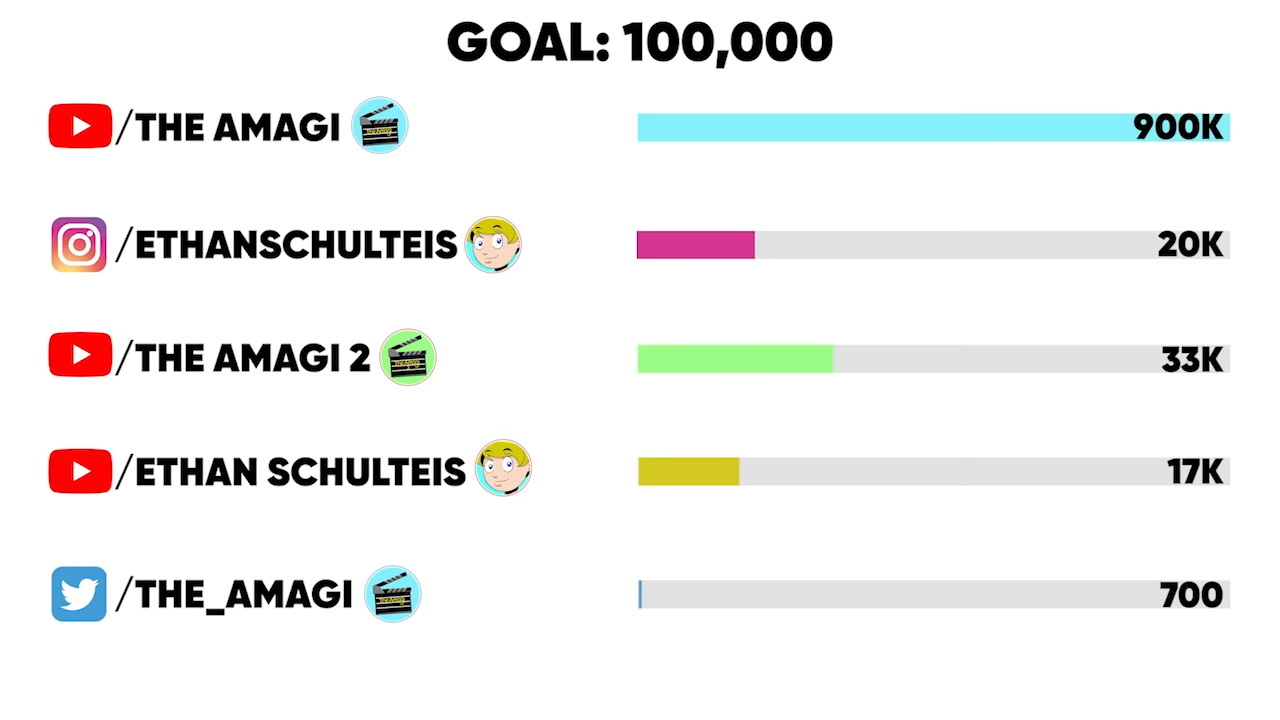 GOAL: 100,000
/THE AMAGI 900K
/ETHANSCHULTEIS 20K
/THE AMAGI 2 33K
/ETHAN SCHULTEIS 17K
/THE_AMAGI 700